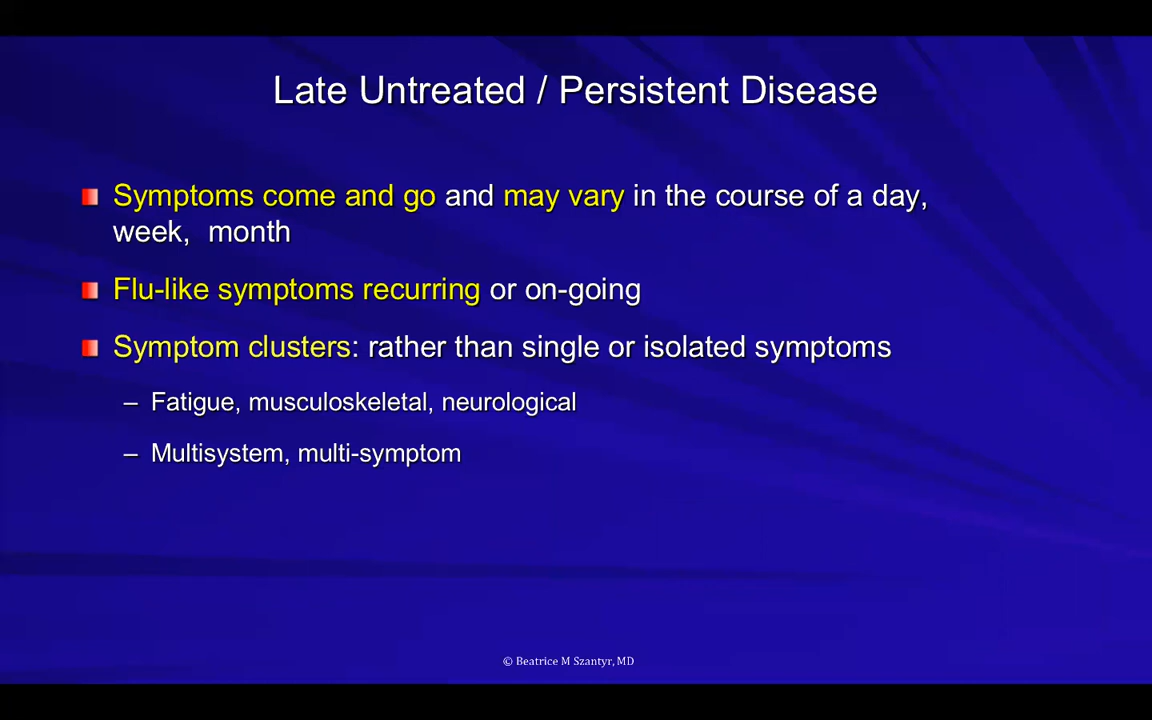 Late Untreated / Persistent Disease
Symptoms come and go and may vary in the course of a day,
week, month
Flu-like symptoms recurring or on-going
Symptom clusters: rather than single or isolated symptoms
– Fatigue, musculoskeletal, neurological
– Multisystem, multi-symptom
© Beatrice M Szantyr, MD